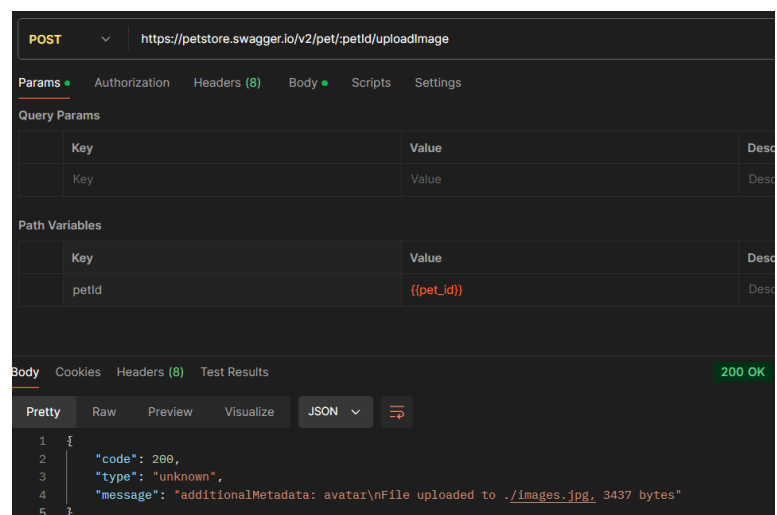 POST https://petstore.swagger.io/v2/pet/:petId/uploadImage
Params Authorization Headers (8) Body Scripts Settings
Query Params
Key Value Desc
Key Value Desc
Path Variables
Key Value Desc
petId {{pet_id}} Desc
Body Cookies Headers (8) Test Results 200 OK
Pretty Raw Preview Visualize JSON
1 {
2 "code": 200,
3 "type": "unknown",
4 "message": "additionalMetadata: avatar\nFile uploaded to ./images.jpg, 3437 bytes"
5 }